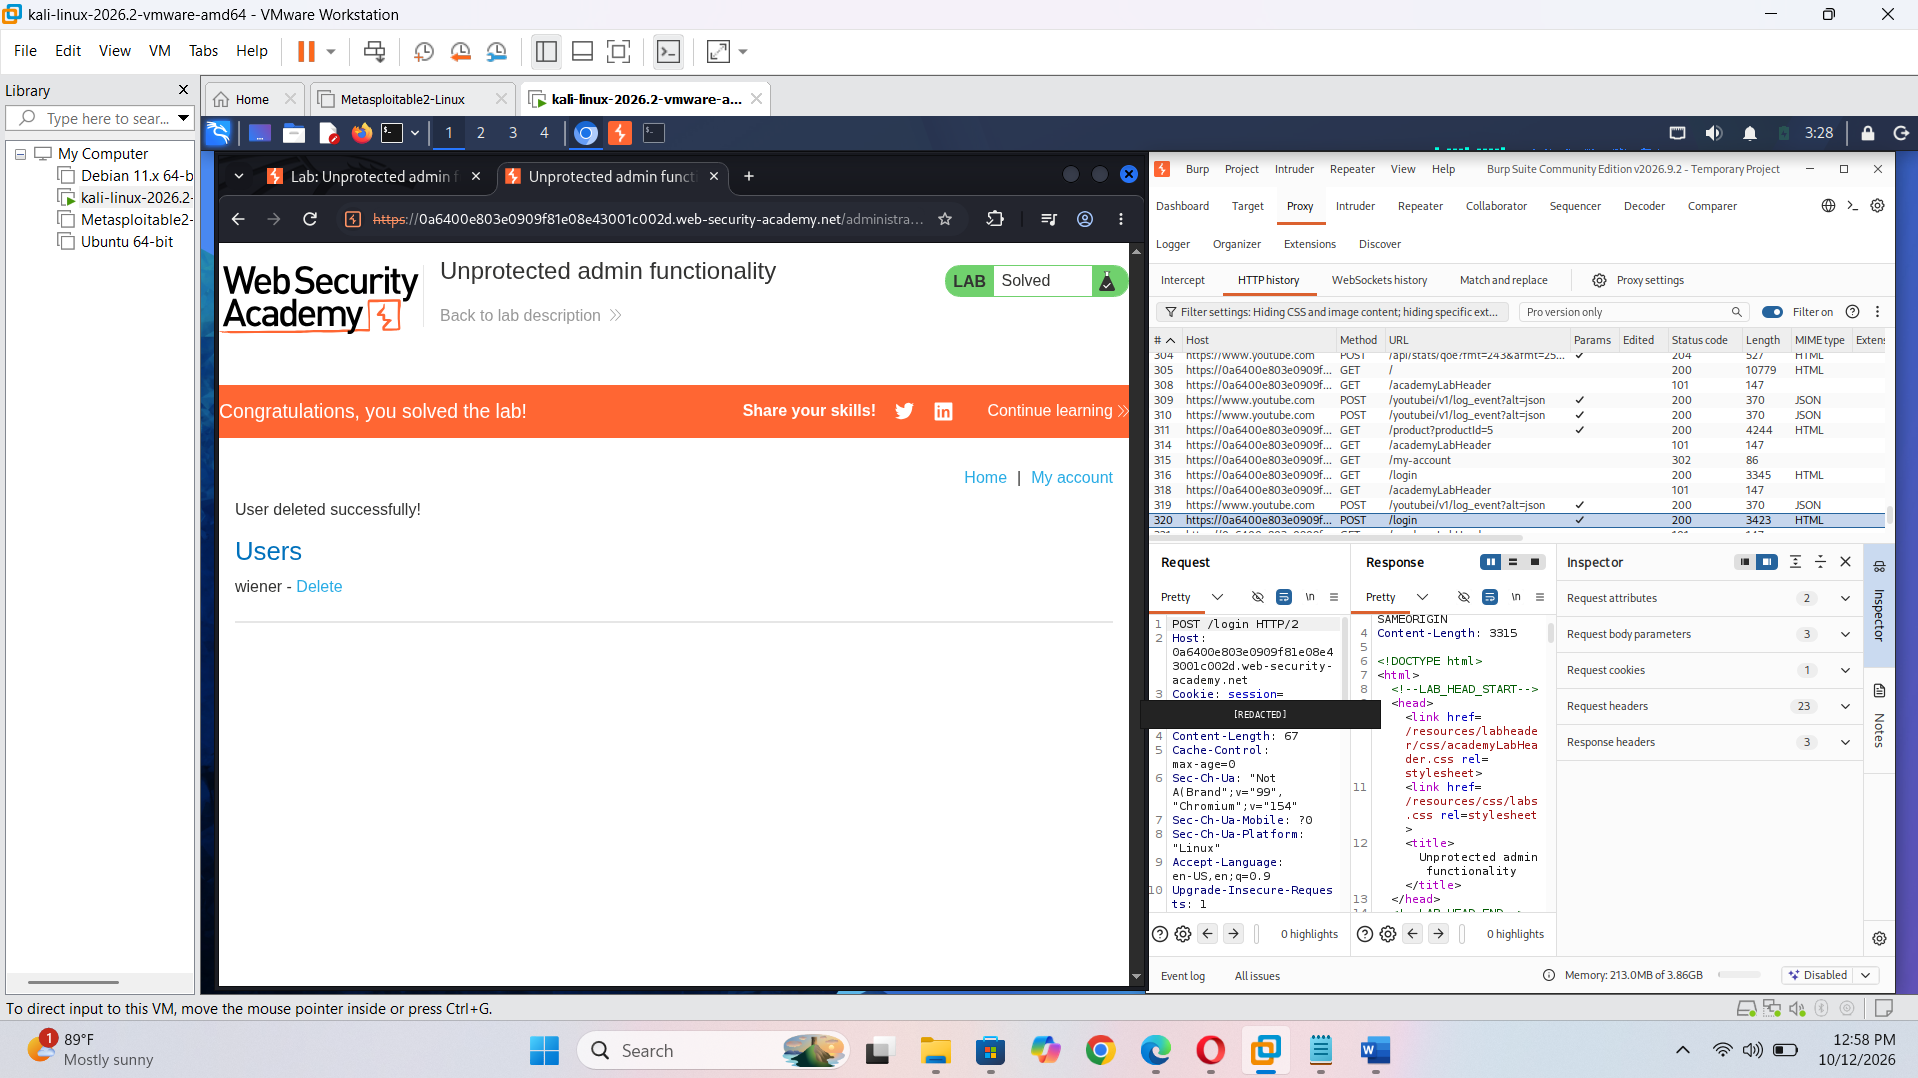 kali-linux-2026.2-vmware-amd64 - VMware Workstation
File Edit View VM Tabs Help
Library
Type here to sear...
My Computer
Debian 11.x 64-b
kali-linux-2026.2-
Metasploitable2-
Ubuntu 64-bit
Home
Metasploitable2-Linux
kali-linux-2026.2-vmware-a...
1 2 3 4
3:28
Lab: Unprotected admin f
Unprotected admin functi
https://0a6400e803e0909f81e08e43001c002d.web-security-academy.net/administra...
Web Security
Academy
Unprotected admin functionality
Back to lab description
LAB Solved
Congratulations, you solved the lab!
Share your skills!
Continue learning
Home | My account
User deleted successfully!
Users
wiener - Delete
Burp Project Intruder Repeater View Help
Burp Suite Community Edition v2026.9.2 - Temporary Project
Dashboard Target Proxy Intruder Repeater Collaborator Sequencer Decoder Comparer
Logger Organizer Extensions Discover
Intercept HTTP history WebSockets history Match and replace Proxy settings
Filter settings: Hiding CSS and image content; hiding specific ext...
Pro version only
Filter on
# Host Method URL Params Edited Status code Length MIME type Extens
304 https://www.youtube.com POST /api/stats/qoe?fmt=243&afmt=25... ✓ 204 527 HTML
305 https://0a6400e803e0909f... GET / 200 10779 HTML
308 https://0a6400e803e0909f... GET /academyLabHeader 101 147
309 https://www.youtube.com POST /youtubei/v1/log_event?alt=json ✓ 200 370 JSON
310 https://www.youtube.com POST /youtubei/v1/log_event?alt=json ✓ 200 370 JSON
311 https://0a6400e803e0909f... GET /product?productId=5 ✓ 200 4244 HTML
314 https://0a6400e803e0909f... GET /academyLabHeader 101 147
315 https://0a6400e803e0909f... GET /my-account 302 86
316 https://0a6400e803e0909f... GET /login 200 3345 HTML
318 https://0a6400e803e0909f... GET /academyLabHeader 101 147
319 https://www.youtube.com POST /youtubei/v1/log_event?alt=json ✓ 200 370 JSON
320 https://0a6400e803e0909f... POST /login ✓ 200 3423 HTML
Request
Pretty
\n
1 POST /login HTTP/2
2 Host:
0a6400e803e0909f81e08e4
3001c002d.web-security-
academy.net
3 Cookie: session=
[REDACTED]
4 Content-Length: 67
5 Cache-Control:
max-age=0
6 Sec-Ch-Ua: "Not
A(Brand";v="99",
"Chromium";v="154"
7 Sec-Ch-Ua-Mobile: ?0
8 Sec-Ch-Ua-Platform:
"Linux"
9 Accept-Language:
en-US,en;q=0.9
10 Upgrade-Insecure-Reques
ts: 1
0 highlights
Response
Pretty
\n
SAMEORIGIN
4 Content-Length: 3315
5
6 <!DOCTYPE html>
7 <html>
8 <!--LAB_HEAD_START-->
<head>
<link href=
/resources/labheade
r/css/academyLabHea
der.css rel=
stylesheet>
11 <link href=
/resources/css/labs
.css rel=stylesheet
>
12 <title>
Unprotected admin
functionality
</title>
13 </head>
0 highlights
Inspector
Request attributes 2
Request body parameters 3
Request cookies 1
Request headers 23
Response headers 3
Inspector
Notes
Event log All issues
Memory: 213.0MB of 3.86GB
Disabled
To direct input to this VM, move the mouse pointer inside or press Ctrl+G.
1
89°F
Mostly sunny
Search
12:58 PM
10/12/2026